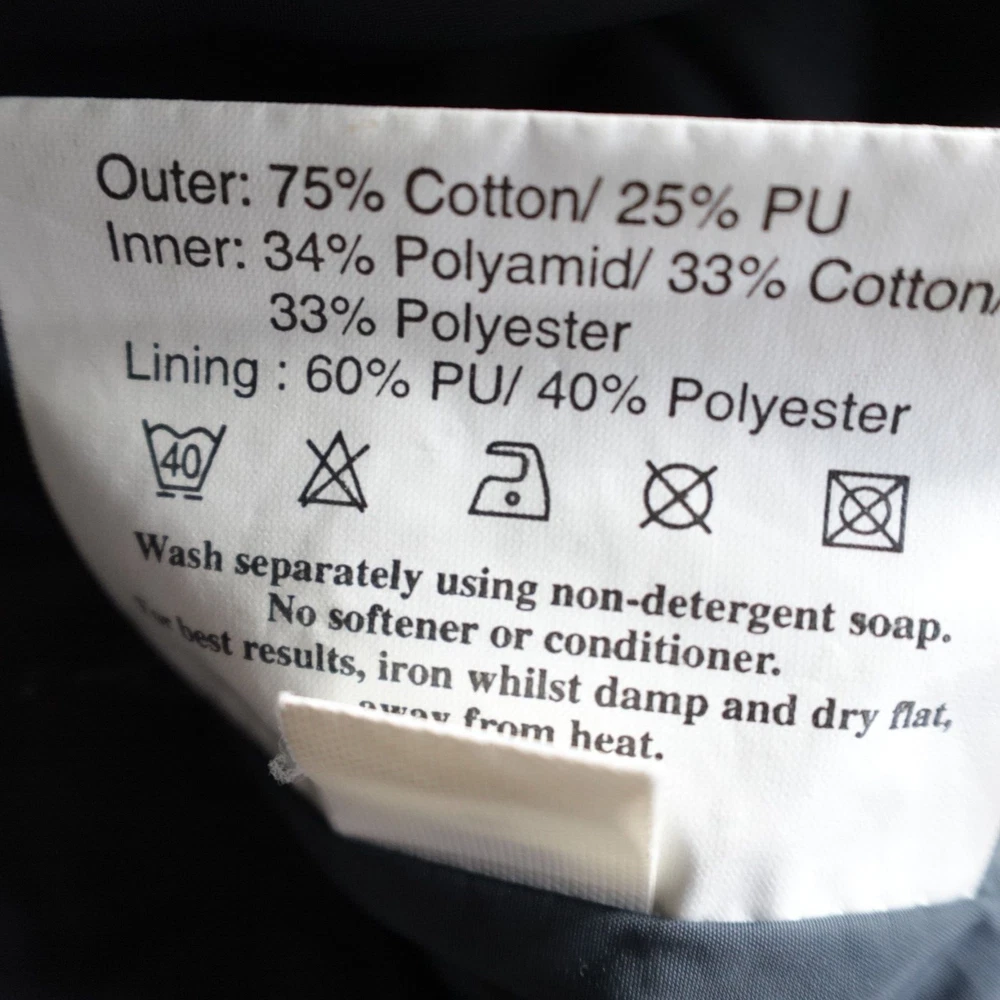 Outer: 75% Cotton/ 25% PU
Inner: 34% Polyamid/ 33% Cotton/
33% Polyester
Lining : 60% PU/ 40% Polyester
40
Wash separately using non-detergent soap.
No softener or conditioner.
For best results, iron whilst damp and dry flat,
away from heat.